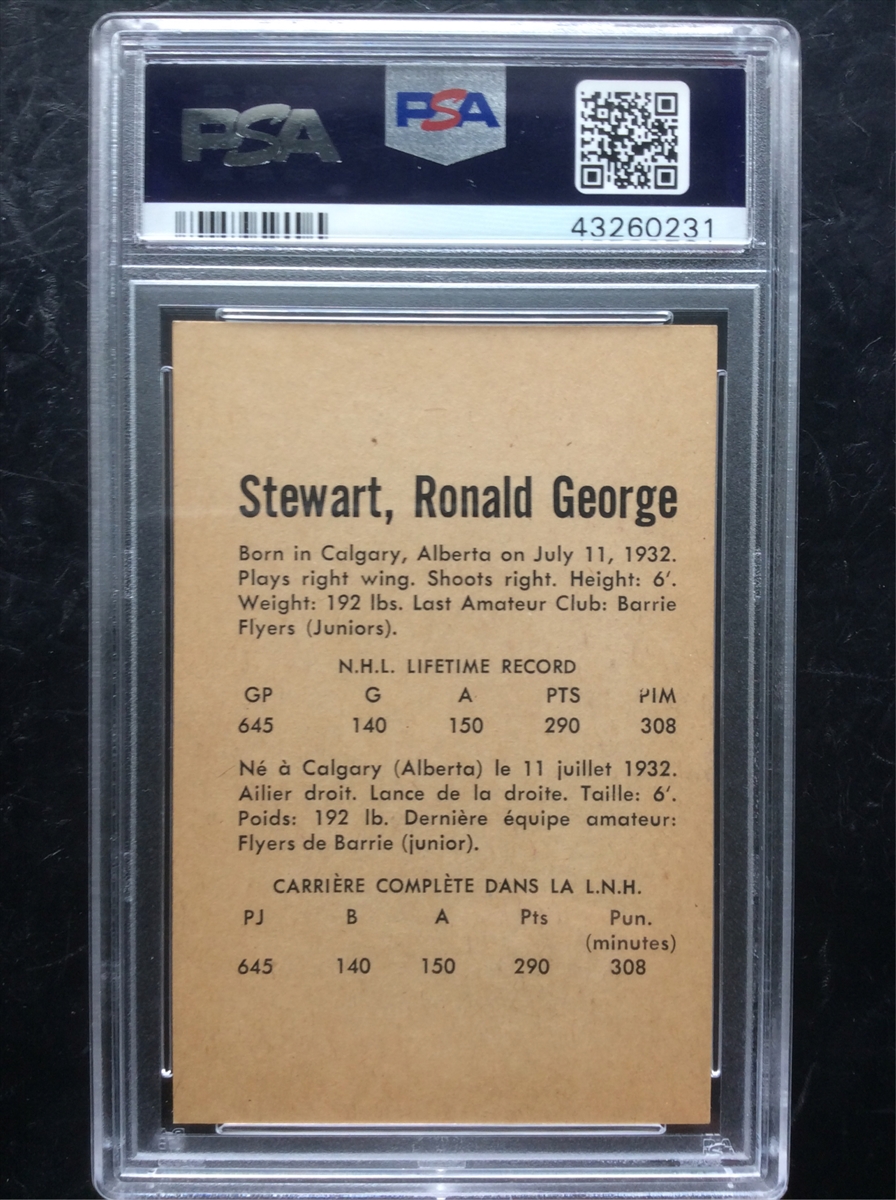 PSA
PSA
43260231
Stewart, Ronald George
Born in Calgary, Alberta on July 11, 1932.
Plays right wing. Shoots right. Height: 6'.
Weight: 192 lbs. Last Amateur Club: Barrie
Flyers (Juniors).
N.H.L. LIFETIME RECORD
GP G A PTS PIM
645 140 150 290 308
Né à Calgary (Alberta) le 11 juillet 1932.
Ailier droit. Lance de la droite. Taille: 6'.
Poids: 192 lb. Dernière équipe amateur:
Flyers de Barrie (junior).
CARRIÈRE COMPLÈTE DANS LA L.N.H.
PJ B A Pts Pun.
(minutes)
645 140 150 290 308